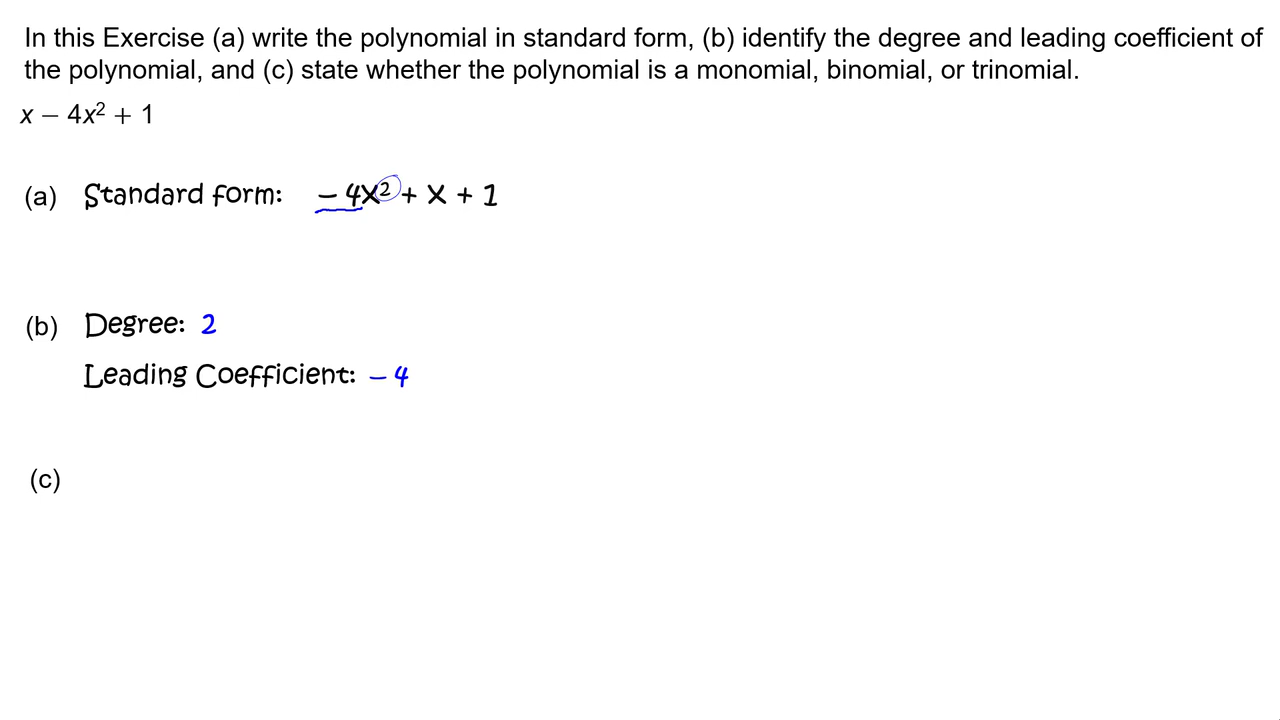 In this Exercise (a) write the polynomial in standard form, (b) identify the degree and leading coefficient of
the polynomial, and (c) state whether the polynomial is a monomial, binomial, or trinomial.
x − 4x² + 1
(a) Standard form: − 4x² + x + 1
(b) Degree: 2
Leading Coefficient: − 4
(c)